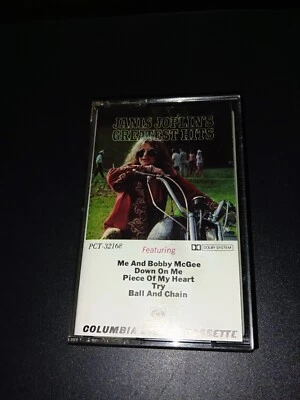 JANIS JOPLIN'S
GREATEST HITS
PCT-32168
Featuring
DOLBY SYSTEM
Me And Bobby McGee
Down On Me
Piece Of My Heart
Try
Ball And Chain
COLUMBIA CASSETTE